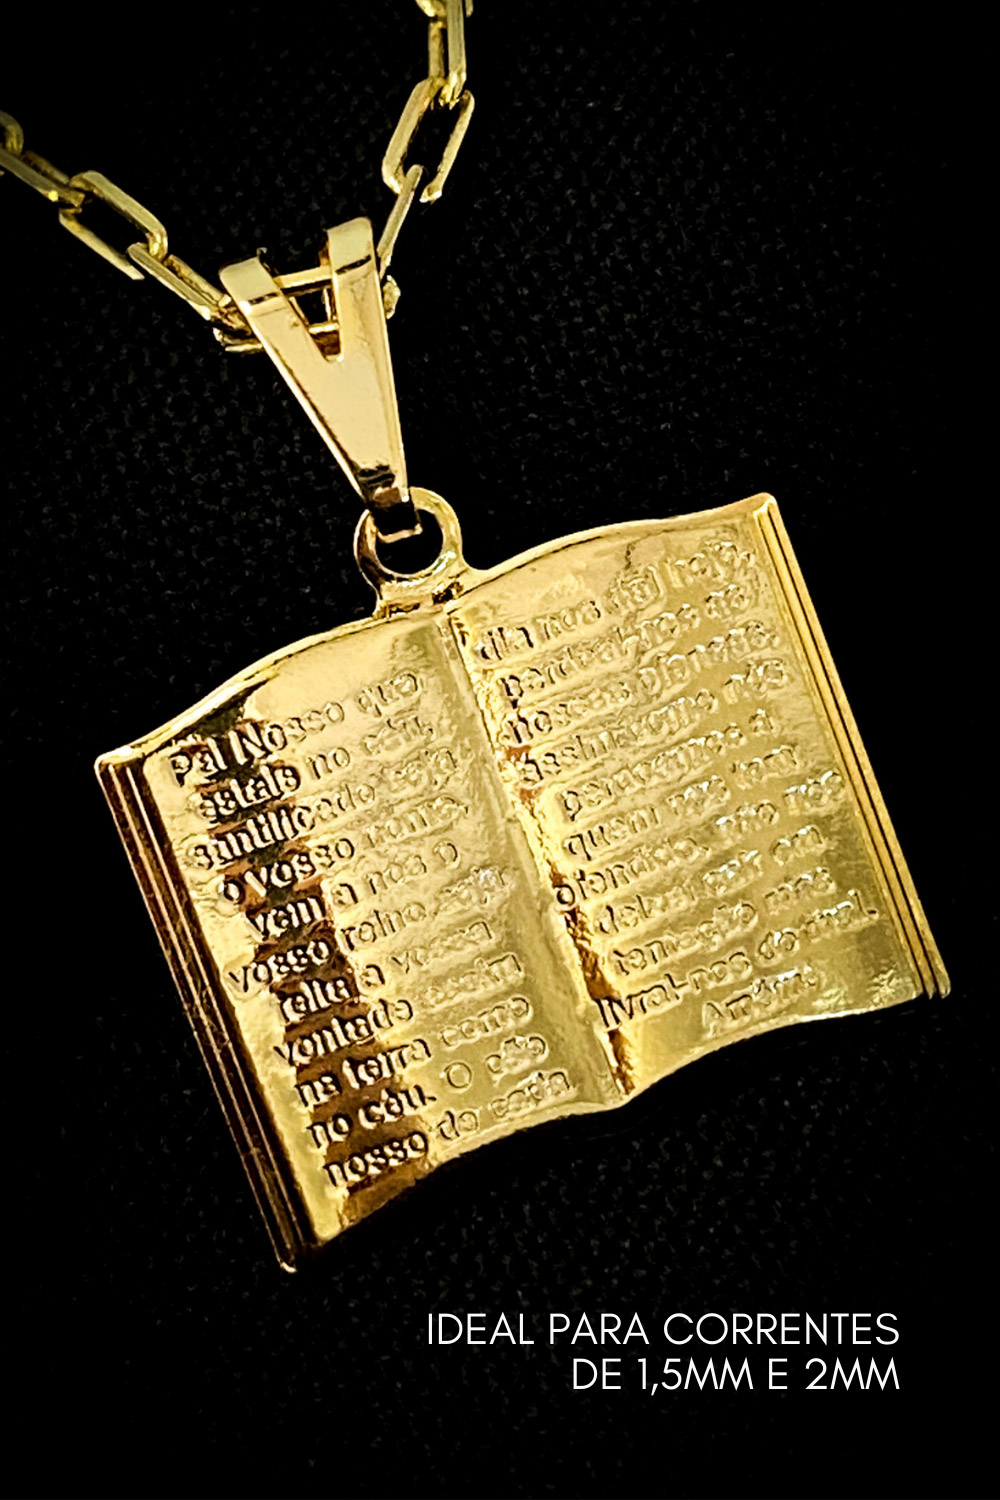 Pai Nosso que
estais no céu,
santificado seja
o vosso nome,
vem a nós o
vosso reino seja
feita a vossa
vontade assim
na terra como
no céu. O pão
nosso de cada
dia nos daí hoje,
perdoai-nos as
nossas ofensas,
assim como nós
perdoamos a
quem nos tem
ofendido, não nos
deixei cair em
tentação mas
livrai-nos do mal.
Amém.
IDEAL PARA CORRENTES
DE 1,5MM E 2MM